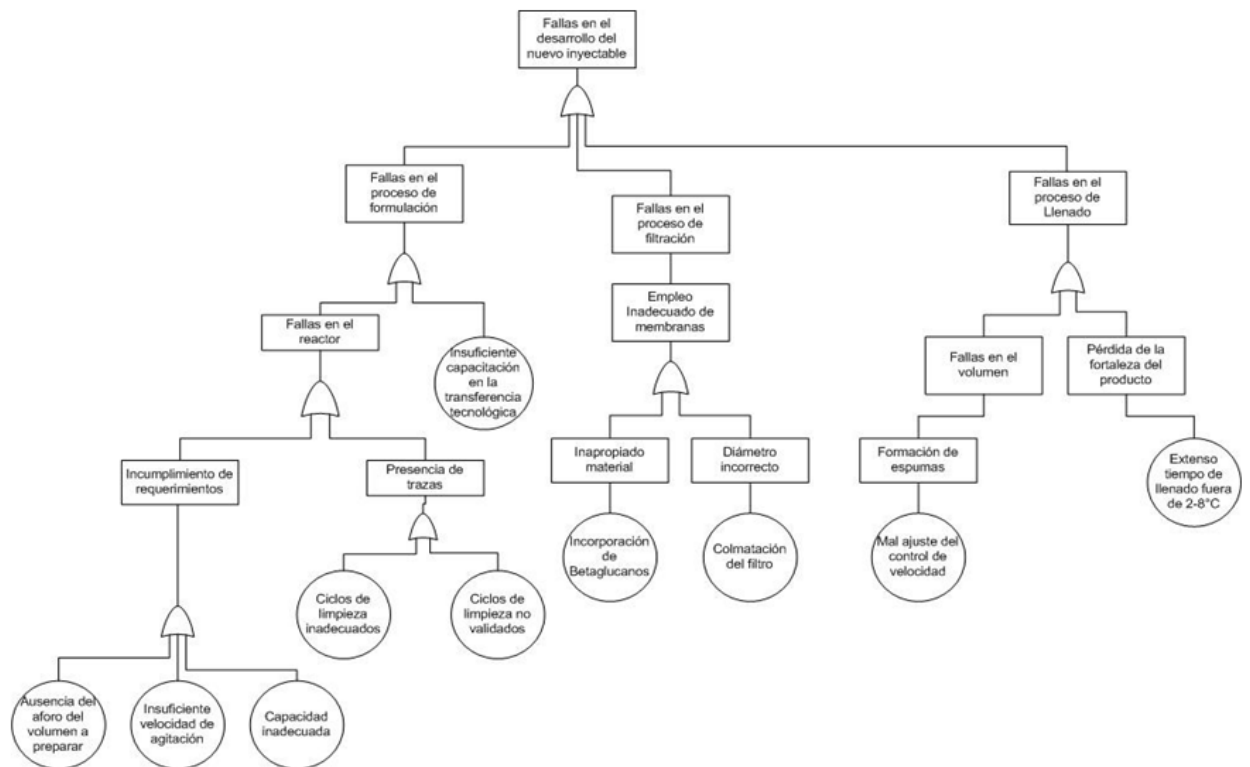 Fallas en el
desarrollo del
nuevo inyectable
Fallas en el
proceso de
formulación
Fallas en el
proceso de
filtración
Fallas en el
proceso de
Llenado
Empleo
Inadecuado de
membranas
Fallas en el
reactor
Insuficiente
capacitación
en la
transferencia
tecnológica
Fallas en el
volumen
Pérdida de la
fortaleza del
producto
Incumplimiento de
requerimientos
Presencia de
trazas
Inapropiado
material
Diámetro
incorrecto
Formación de
espumas
Extenso
tiempo de
llenado fuera
de 2-8°C
Ciclos de
limpieza
inadecuados
Ciclos de
limpieza no
validados
Incorporación
de
Betaglucanos
Colmatación
del filtro
Mal ajuste del
control de
velocidad
Ausencia del
aforo del
volumen a
preparar
Insuficiente
velocidad de
agitación
Capacidad
inadecuada